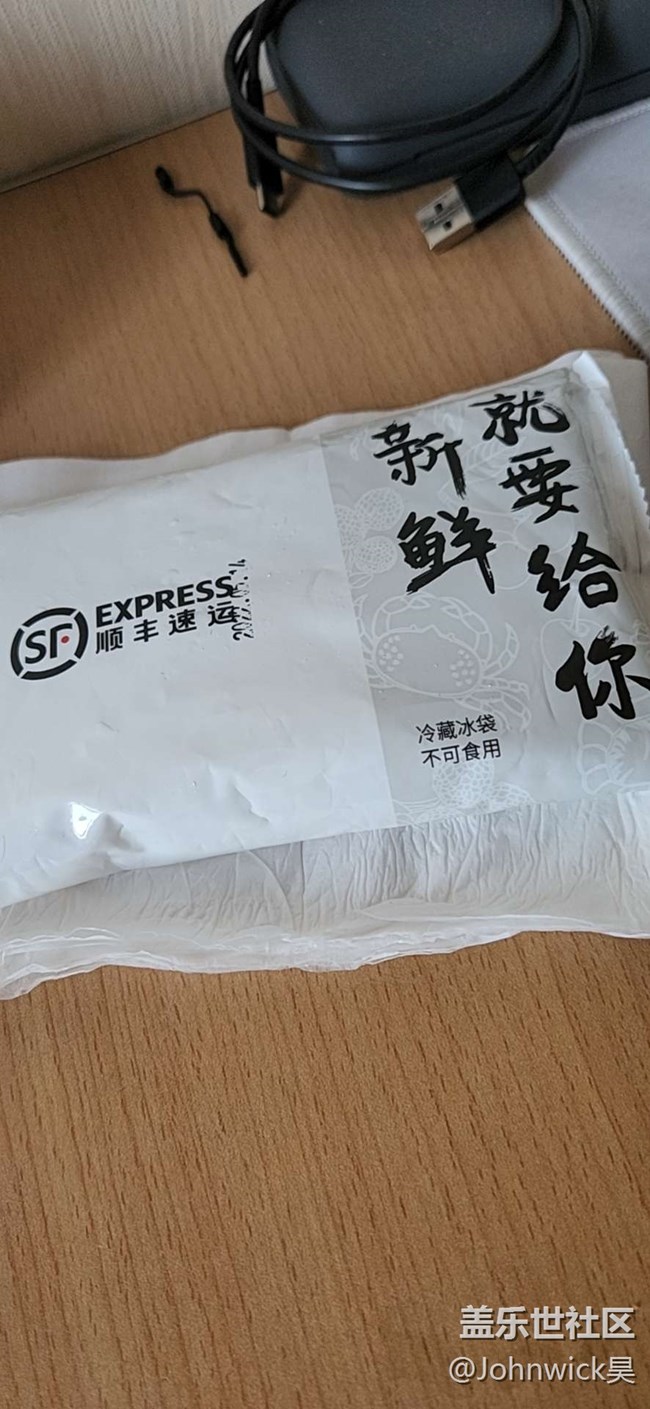 SF
EXPRESS
顺丰速运
新鲜
就要给你
冷藏冰袋
不可食用
盖乐世社区
@Johnwick昊